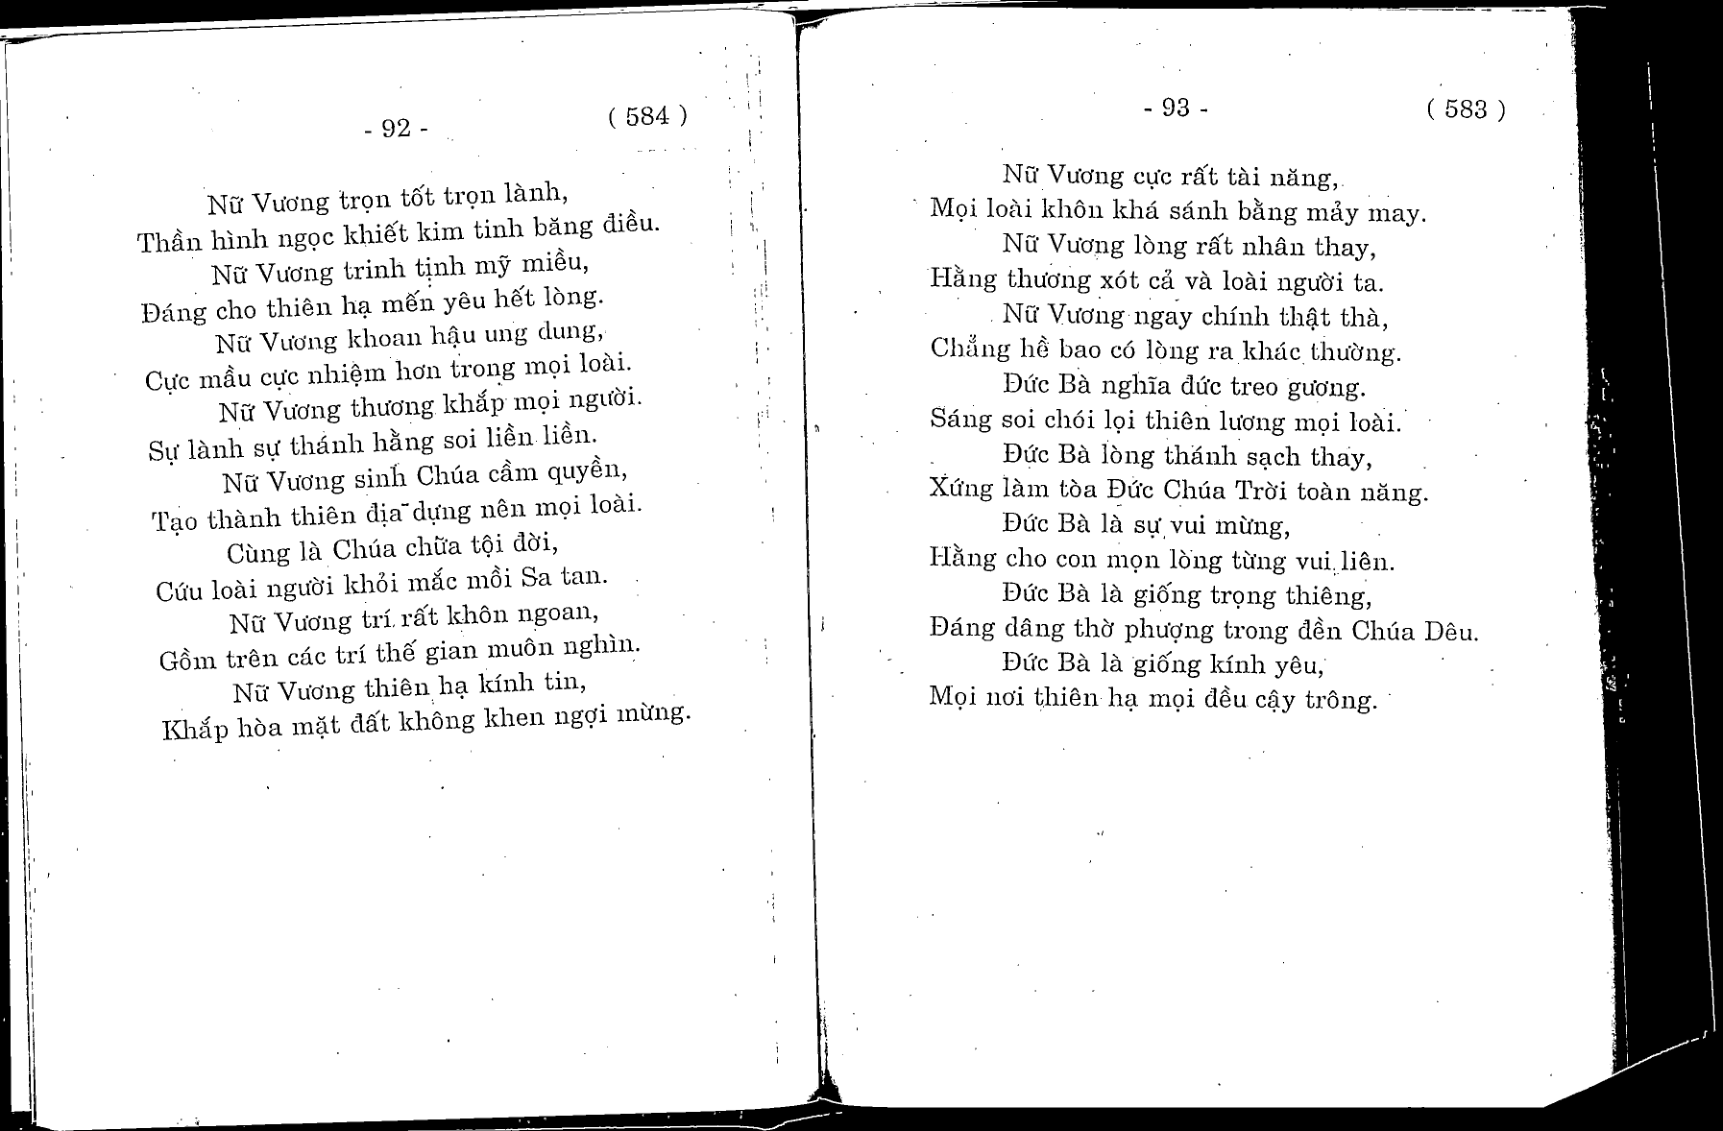 - 92 -
( 584 )
Nữ Vương trọn tốt trọn lành,
Thần hình ngọc khiết kim tinh băng điều.
Nữ Vương trinh tịnh mỹ miều,
Đáng cho thiên hạ mến yêu hết lòng.
Nữ Vương khoan hậu ung dung,
Cực mầu cực nhiệm hơn trong mọi loài.
Nữ Vương thương khắp mọi người.
Sự lành sự thánh hằng soi liền liền.
Nữ Vương sinh Chúa cầm quyền,
Tạo thành thiên địa dựng nên mọi loài.
Cùng là Chúa chữa tội đời,
Cứu loài người khỏi mắc mồi Sa tan.
Nữ Vương trí rất khôn ngoan,
Gồm trên các trí thế gian muôn nghìn.
Nữ Vương thiên hạ kính tin,
Khắp hòa mặt đất không khen ngợi mừng.
- 93 -
( 583 )
Nữ Vương cực rất tài năng,
Mọi loài khôn khá sánh bằng mảy may.
Nữ Vương lòng rất nhân thay,
Hằng thương xót cả và loài người ta.
Nữ Vương ngay chính thật thà,
Chẳng hề bao có lòng ra khác thường.
Đức Bà nghĩa đức treo gương.
Sáng soi chói lọi thiên lương mọi loài.
Đức Bà lòng thánh sạch thay,
Xứng làm tòa Đức Chúa Trời toàn năng.
Đức Bà là sự vui mừng,
Hằng cho con mọn lòng từng vui liên.
Đức Bà là giống trọng thiêng,
Đáng dâng thờ phượng trong đền Chúa Dêu.
Đức Bà là giống kính yêu,
Mọi nơi thiên hạ mọi đều cậy trông.